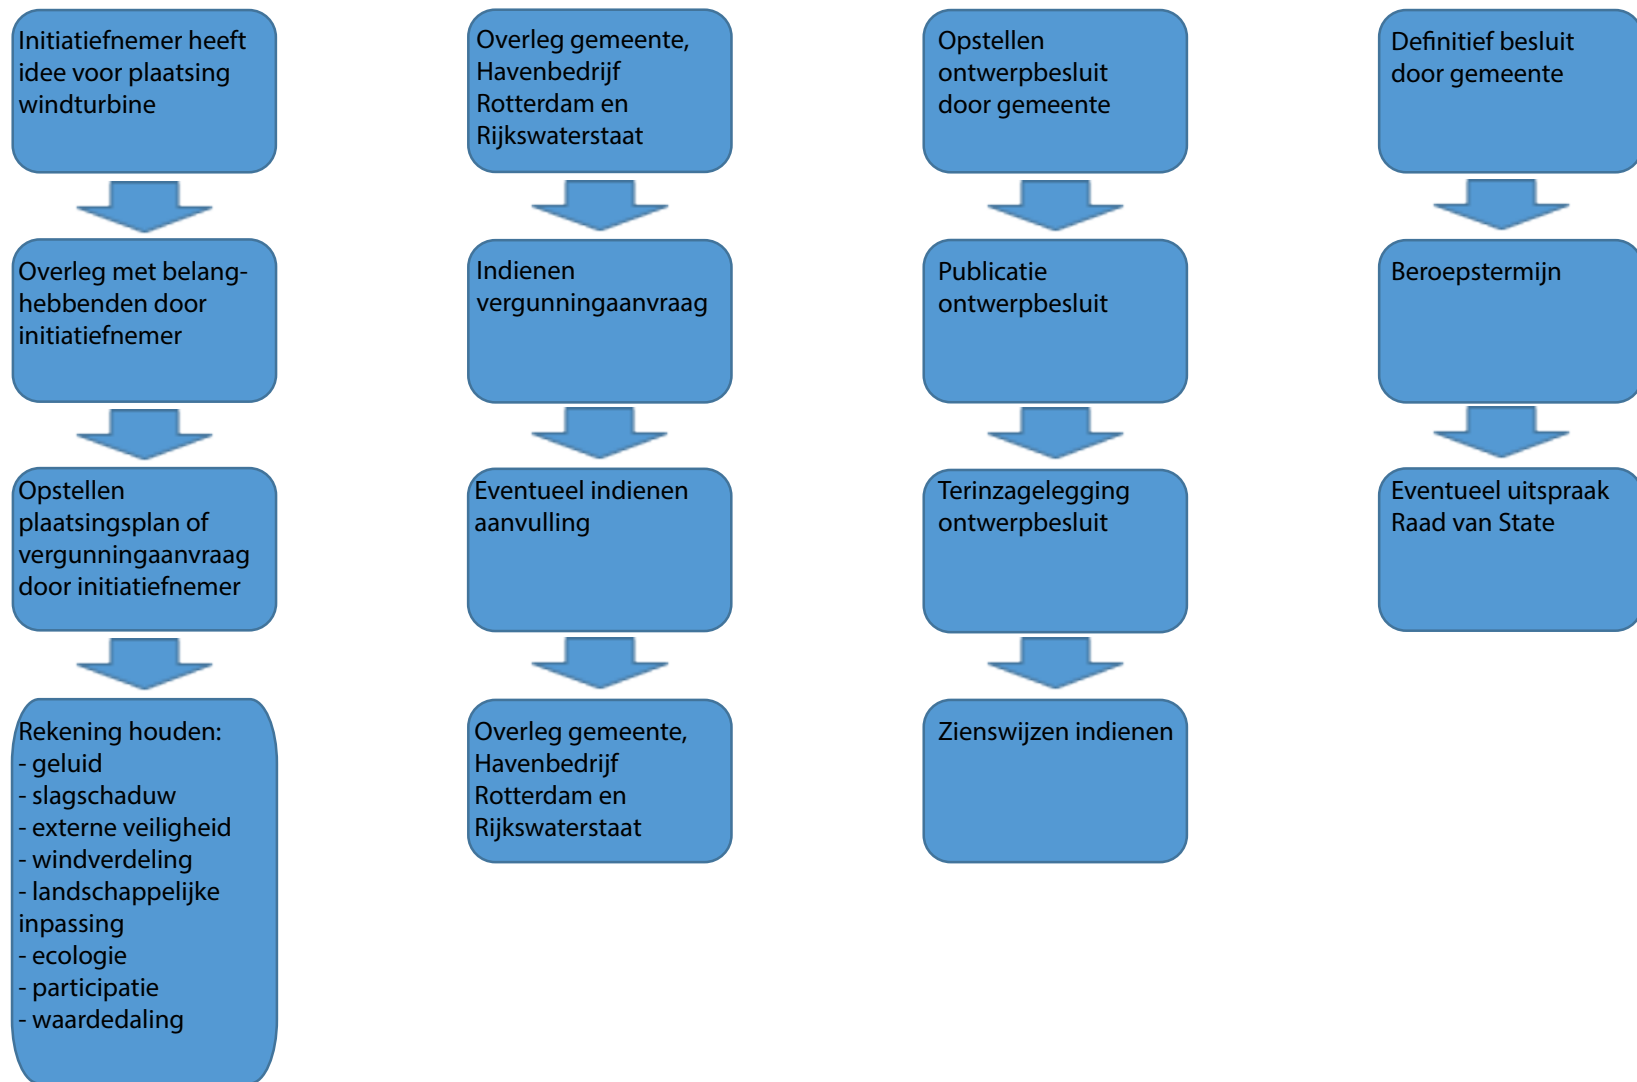 Initiatiefnemer heeft
idee voor plaatsing
windturbine
Overleg met belang-
hebbenden door
initiatiefnemer
Opstellen
plaatsingsplan of
vergunningaanvraag
door initiatiefnemer
Rekening houden:
- geluid
- slagschaduw
- externe veiligheid
- windverdeling
- landschappelijke
inpassing
- ecologie
- participatie
- waardedaling
Overleg gemeente,
Havenbedrijf
Rotterdam en
Rijkswaterstaat
Indienen
vergunningaanvraag
Eventueel indienen
aanvulling
Overleg gemeente,
Havenbedrijf
Rotterdam en
Rijkswaterstaat
Opstellen
ontwerpbesluit
door gemeente
Publicatie
ontwerpbesluit
Terinzagelegging
ontwerpbesluit
Zienswijzen indienen
Definitief besluit
door gemeente
Beroepstermijn
Eventueel uitspraak
Raad van State